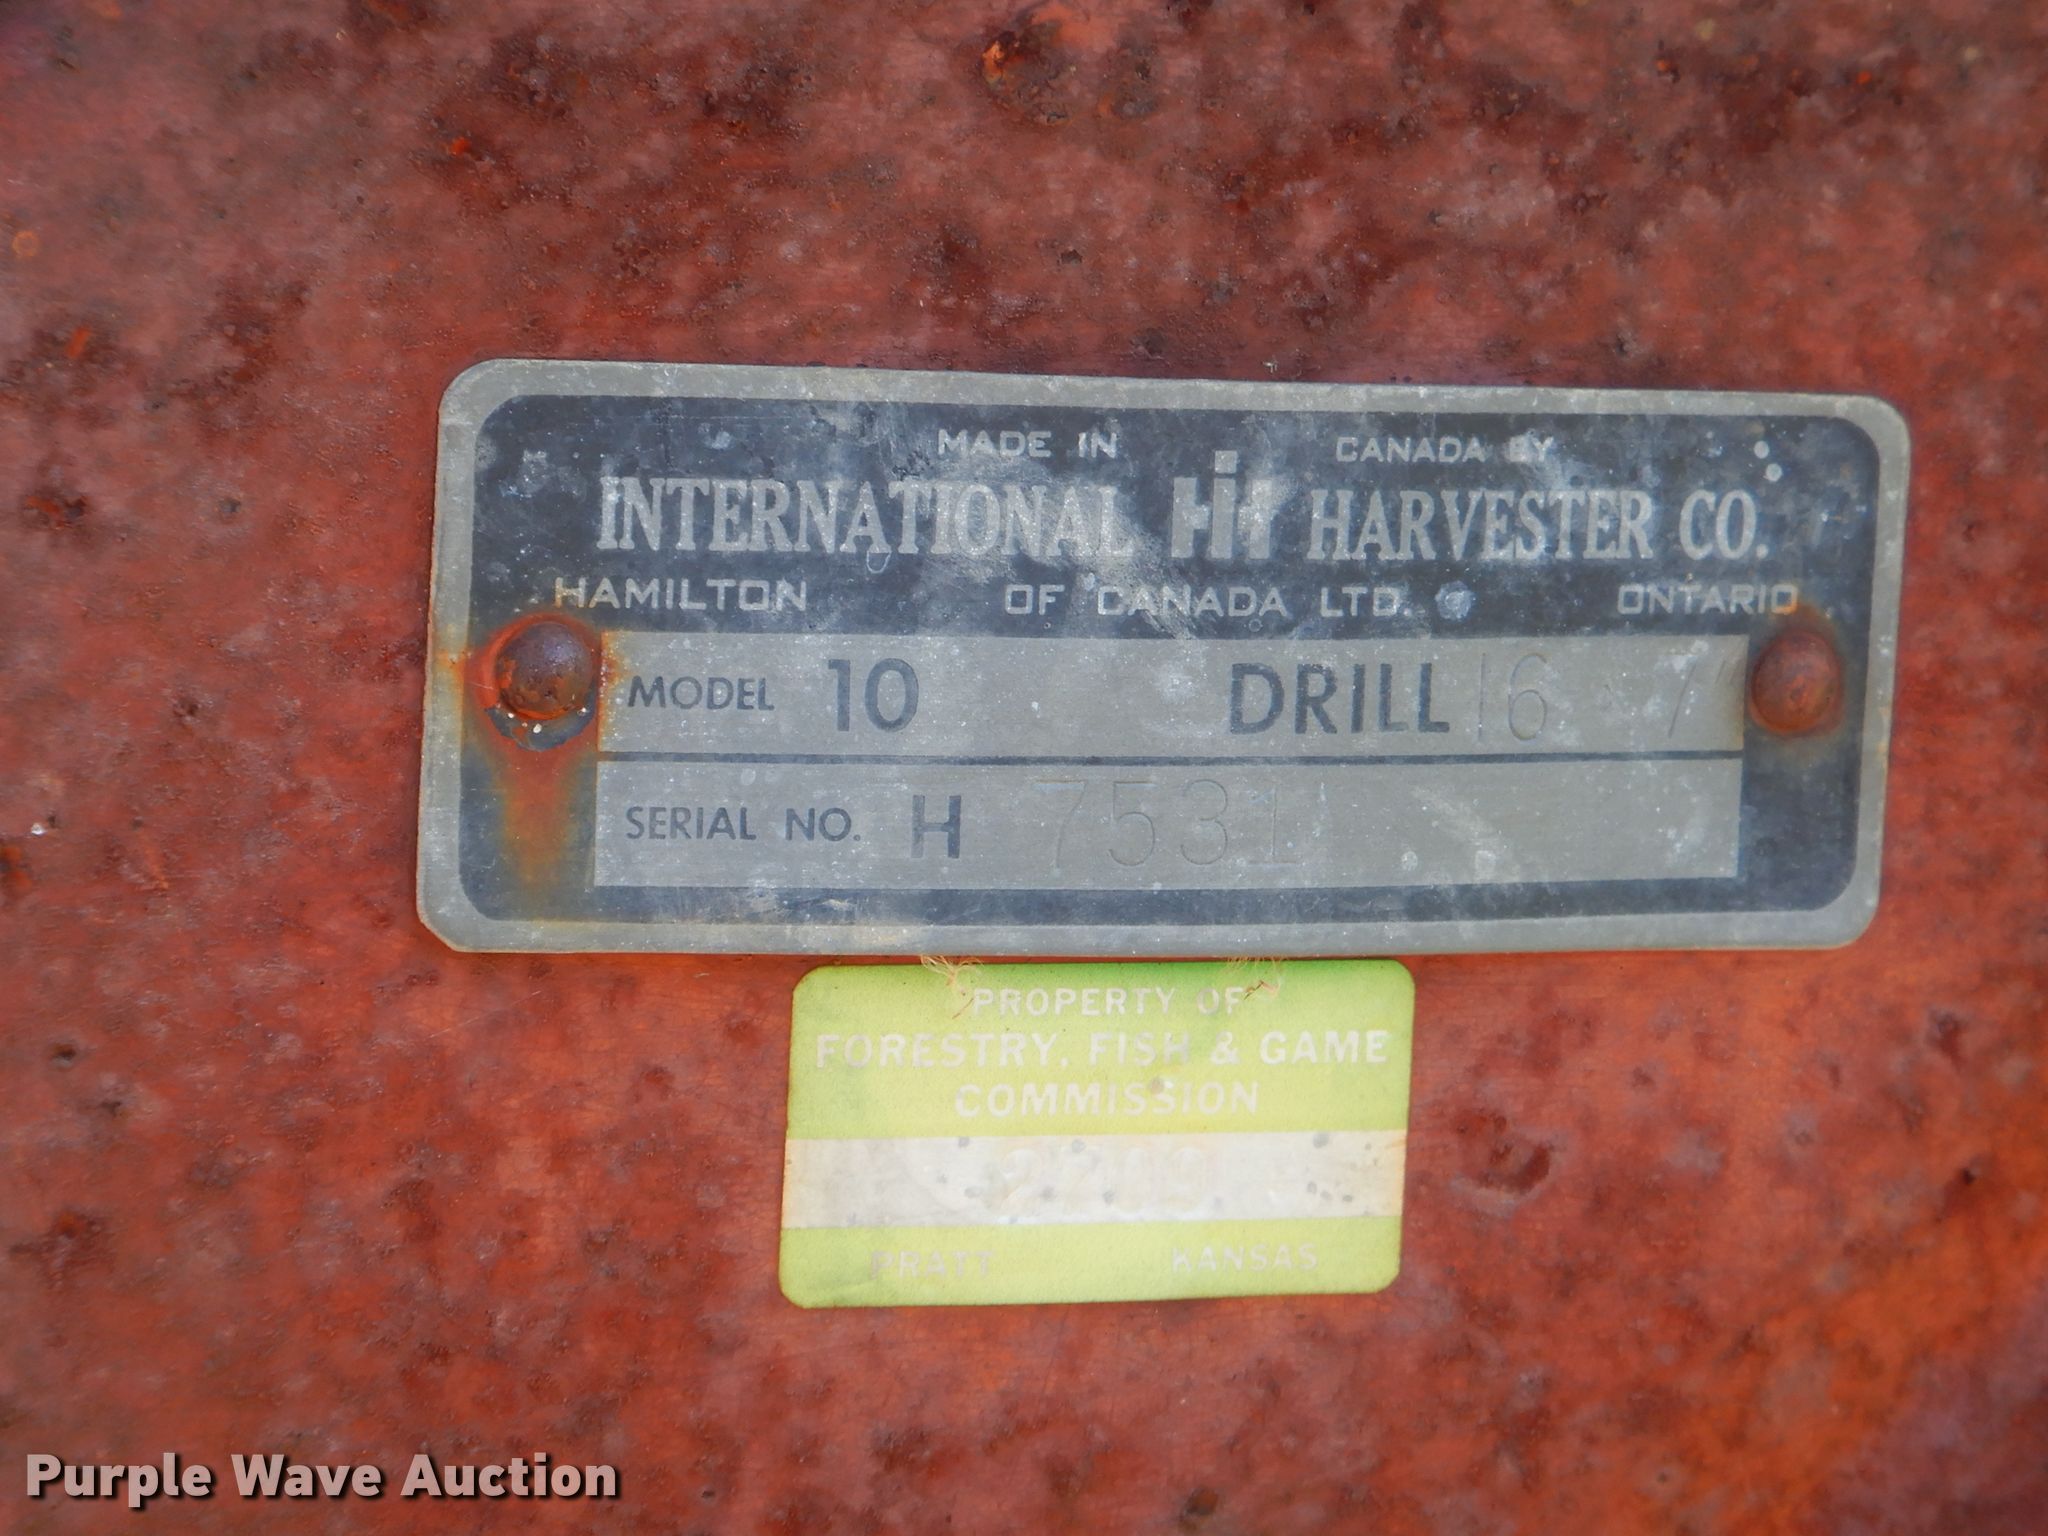 MADE IN CANADA BY
INTERNATIONAL IH HARVESTER CO.
HAMILTON OF CANADA LTD. ONTARIO
MODEL 10 DRILL 16 x 7"
SERIAL NO. H 7531
PROPERTY OF
FORESTRY, FISH & GAME
COMMISSION
PRATT KANSAS
Purple Wave Auction